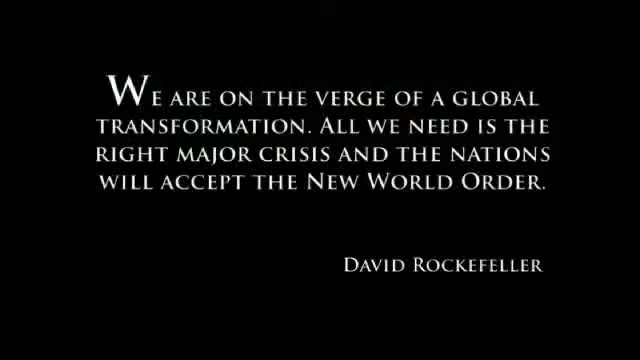 We are on the verge of a global
transformation. All we need is the
right major crisis and the nations
will accept the New World Order.
David Rockefeller